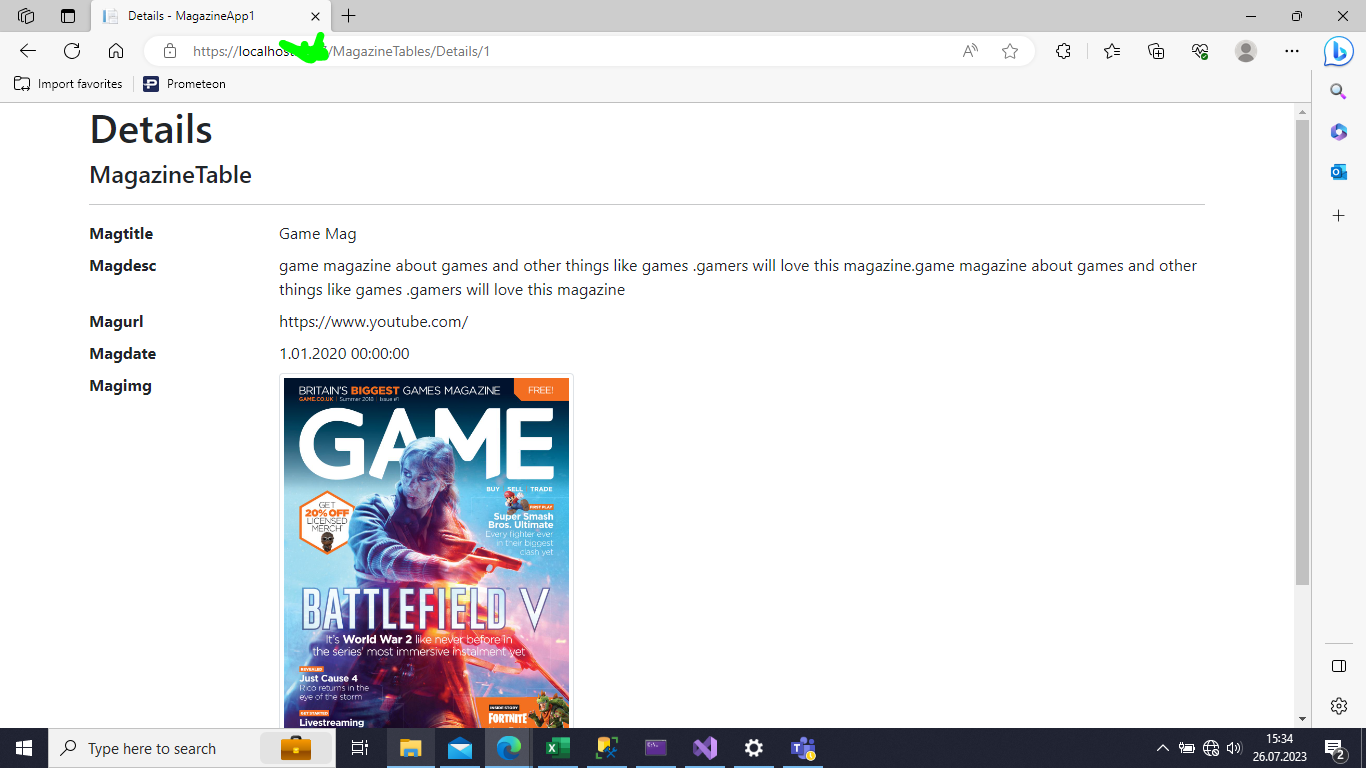 Details - MagazineApp1
https://localhost /MagazineTables/Details/1
Import favorites
Prometeon
Details
MagazineTable
Magtitle Game Mag
Magdesc game magazine about games and other things like games .gamers will love this magazine.game magazine about games and other
things like games .gamers will love this magazine
Magurl https://www.youtube.com/
Magdate 1.01.2020 00:00:00
Magimg
BRITAIN'S BIGGEST GAMES MAGAZINE
FREE!
GAME.CO.UK | Summer 2018 | Issue #1
GAME
BUY SELL TRADE
GET
20% OFF
LICENSED
MERCH
FIRST PLAY
Super Smash
Bros. Ultimate
Every fighter ever
in their biggest
clash yet
BATTLEFIELD V
It's World War 2 like never before in
the series' most immersive instalment yet
REVEALED
Just Cause 4
Rico returns in the
eye of the storm
GET STARTED
Livestreaming
INSIDE STORY
FORTNITE
Type here to search
15:34
26.07.2023
2